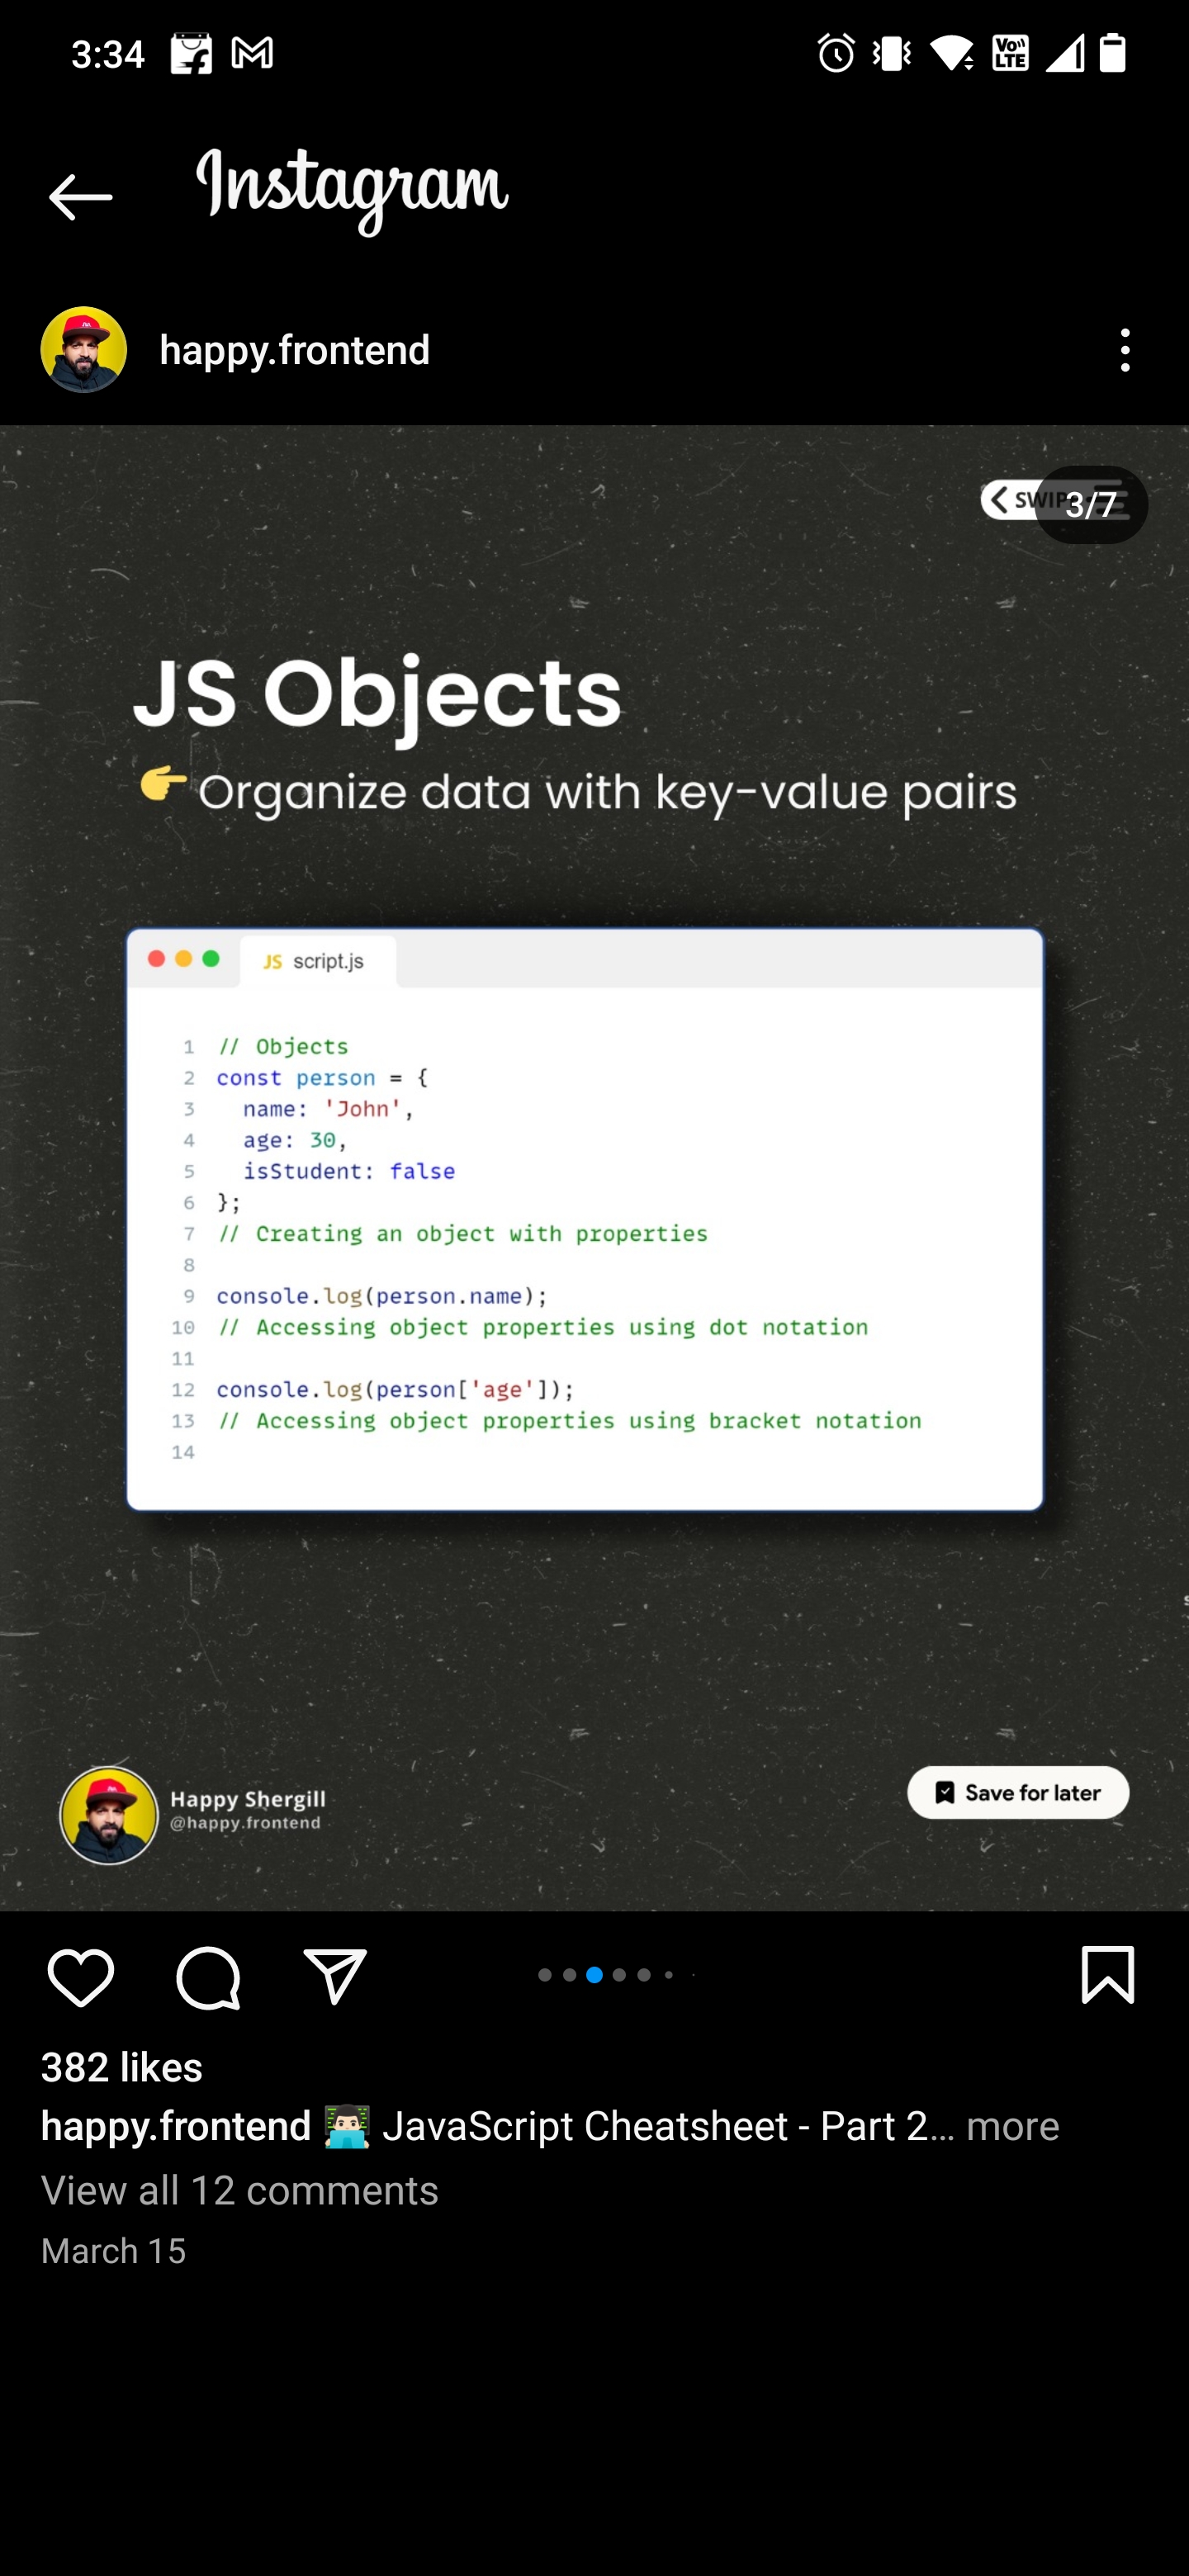 3:34
Vo LTE
Instagram
happy.frontend
3/7
JS Objects
👉 Organize data with key-value pairs
JS script.js
1 // Objects
2 const person = {
3   name: 'John',
4   age: 30,
5   isStudent: false
6 };
7 // Creating an object with properties
8
9 console.log(person.name);
10 // Accessing object properties using dot notation
11
12 console.log(person['age']);
13 // Accessing object properties using bracket notation
14
Happy Shergill
@happy.frontend
Save for later
382 likes
happy.frontend 👨🏻‍💻 JavaScript Cheatsheet - Part 2... more
View all 12 comments
March 15